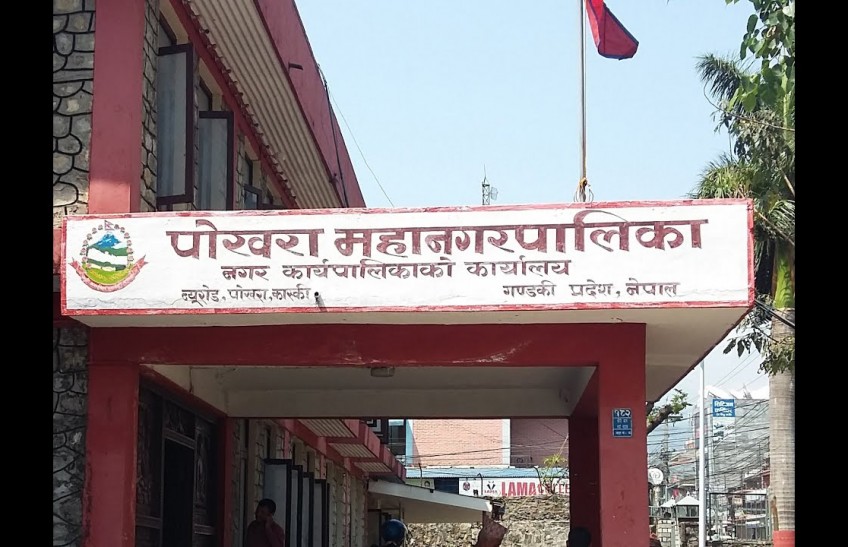 पोखरा महानगरपालिका
नगर कार्यपालिकाको कार्यालय
न्यूरोड, पोखरा, कास्की गण्डकी प्रदेश, नेपाल
LAMA